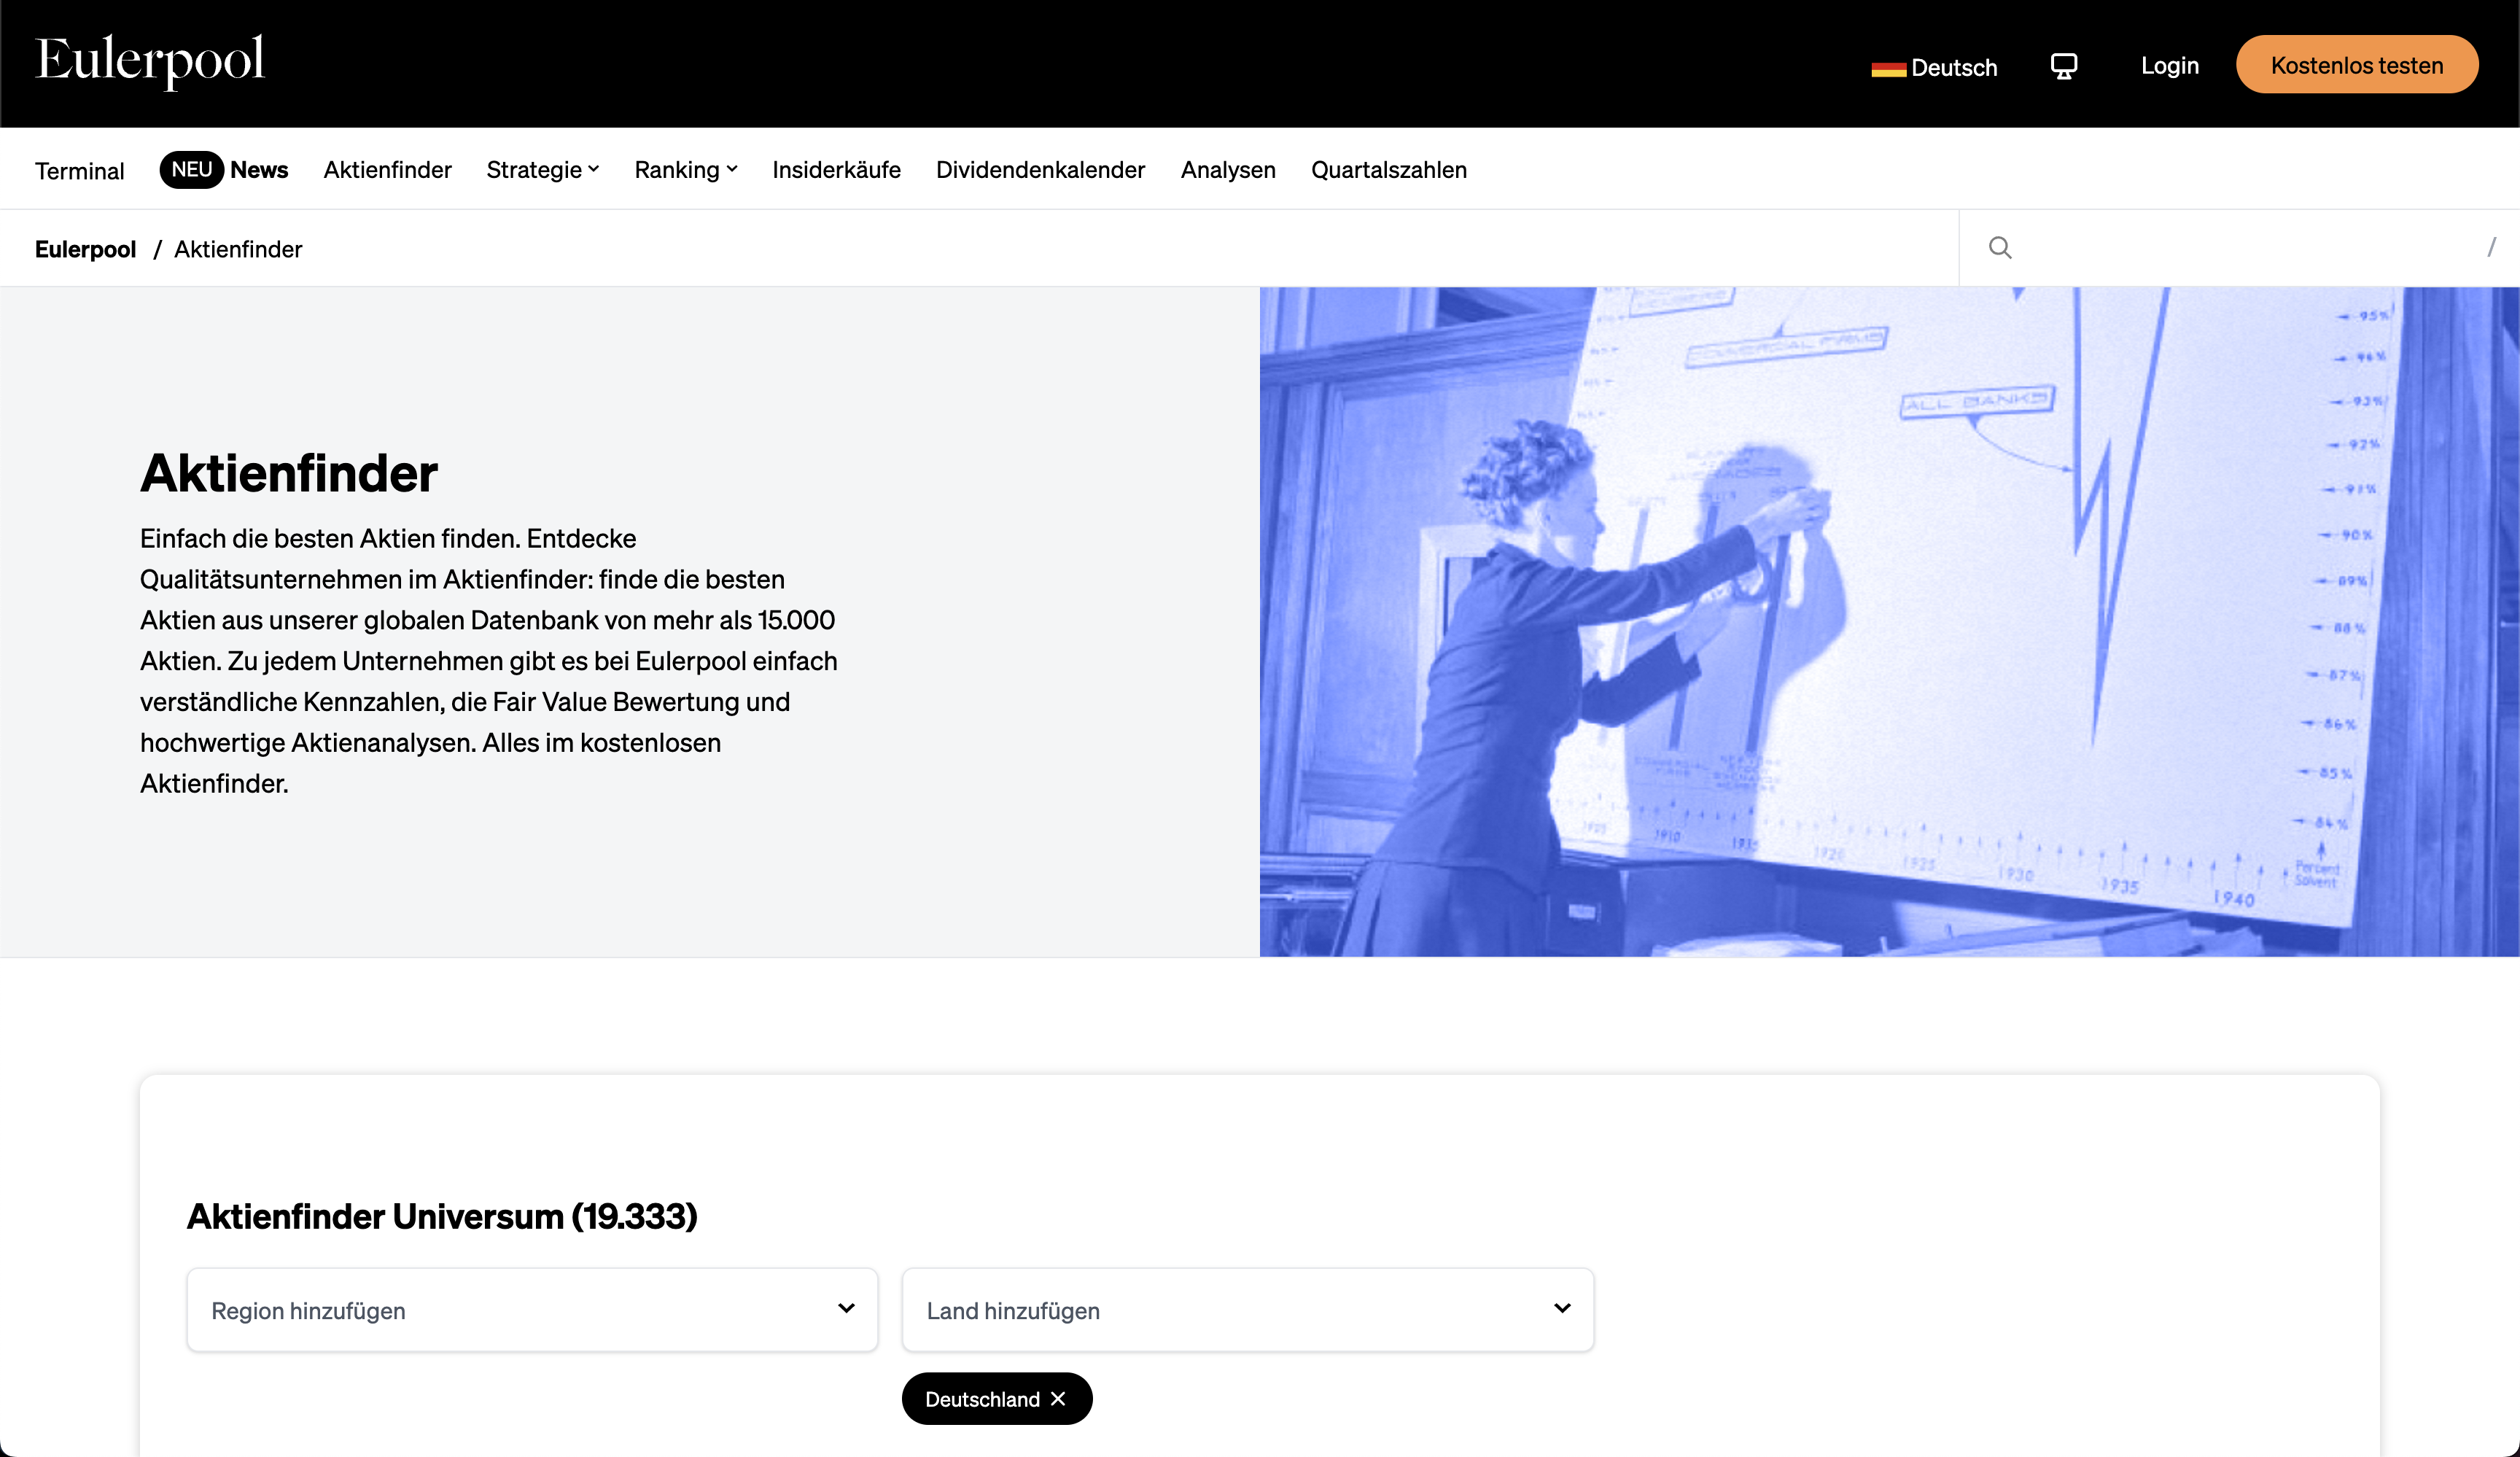 Eulerpool
Deutsch
Login
Kostenlos testen
Terminal
NEU News
Aktienfinder
Strategie
Ranking
Insiderkäufe
Dividendenkalender
Analysen
Quartalszahlen
Eulerpool / Aktienfinder
/
Aktienfinder
Einfach die besten Aktien finden. Entdecke
Qualitätsunternehmen im Aktienfinder: finde die besten
Aktien aus unserer globalen Datenbank von mehr als 15.000
Aktien. Zu jedem Unternehmen gibt es bei Eulerpool einfach
verständliche Kennzahlen, die Fair Value Bewertung und
hochwertige Aktienanalysen. Alles im kostenlosen
Aktienfinder.
ALL BANKS
95%
94%
93%
92%
91%
90%
89%
88%
87%
86%
85%
84%
Percent
Solvent
1905
1910
1915
1920
1925
1930
1935
1940
Aktienfinder Universum (19.333)
Region hinzufügen
Land hinzufügen
Deutschland